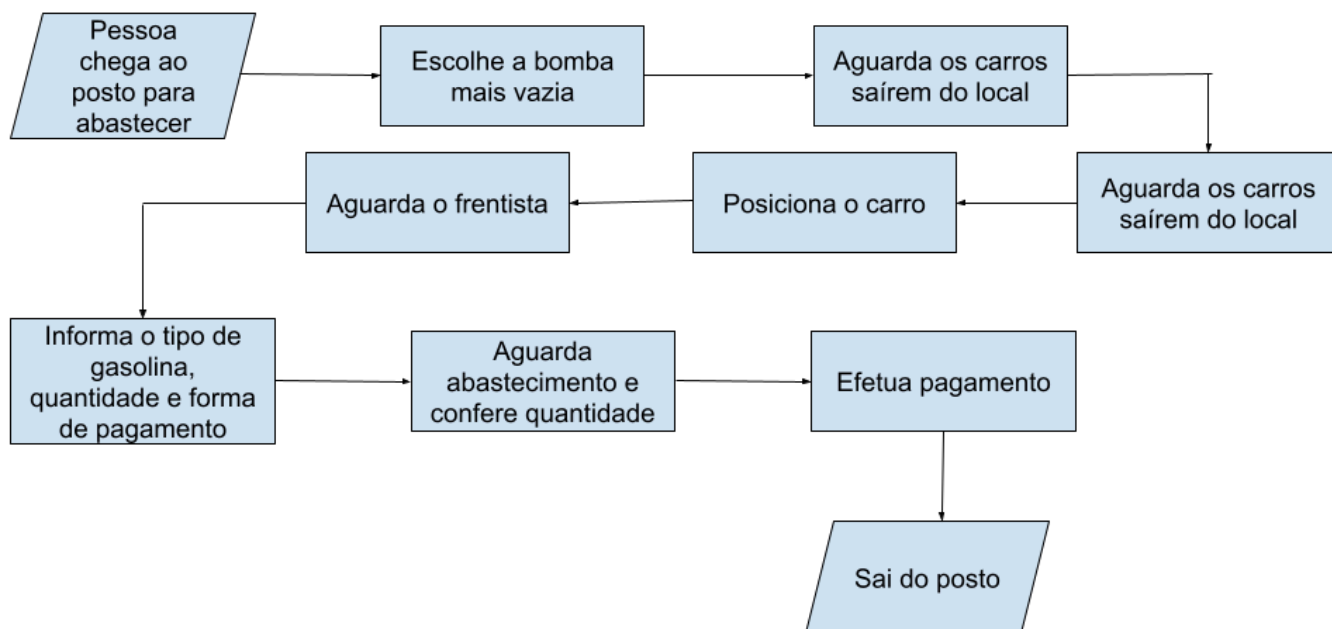 Pessoa
chega ao
posto para
abastecer
Escolhe a bomba
mais vazia
Aguarda os carros
saírem do local
Aguarda os carros
saírem do local
Posiciona o carro
Aguarda o frentista
Informa o tipo de
gasolina,
quantidade e forma
de pagamento
Aguarda
abastecimento e
confere quantidade
Efetua pagamento
Sai do posto